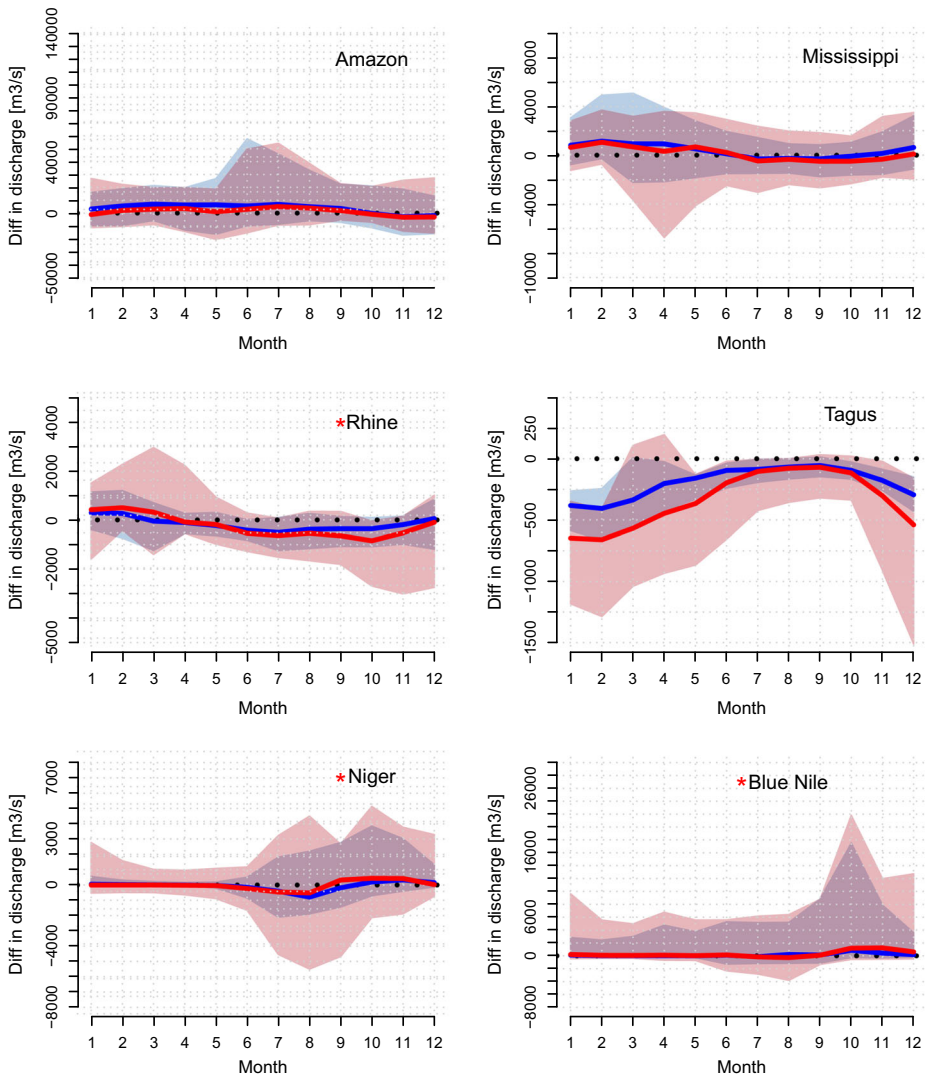 Amazon
Diff in discharge [m3/s]
−50000 0 40000 90000 140000
1 2 3 4 5 6 7 8 9 10 11 12
Month
Mississippi
Diff in discharge [m3/s]
−10000 −4000 0 4000 8000
1 2 3 4 5 6 7 8 9 10 12
Month
*Rhine
Diff in discharge [m3/s]
−5000 −2000 0 2000 4000
1 2 3 4 5 6 7 8 9 10 11 12
Month
Tagus
Diff in discharge [m3/s]
−1500 −1000 −500 0 250
1 2 3 4 5 6 7 8 9 10 12
Month
*Niger
Diff in discharge [m3/s]
−8000 −4000 0 3000 7000
1 2 3 4 5 6 7 8 9 10 11 12
Month
*Blue Nile
Diff in discharge [m3/s]
−8000 0 6000 16000 26000
1 2 3 4 5 6 7 8 9 10 12
Month